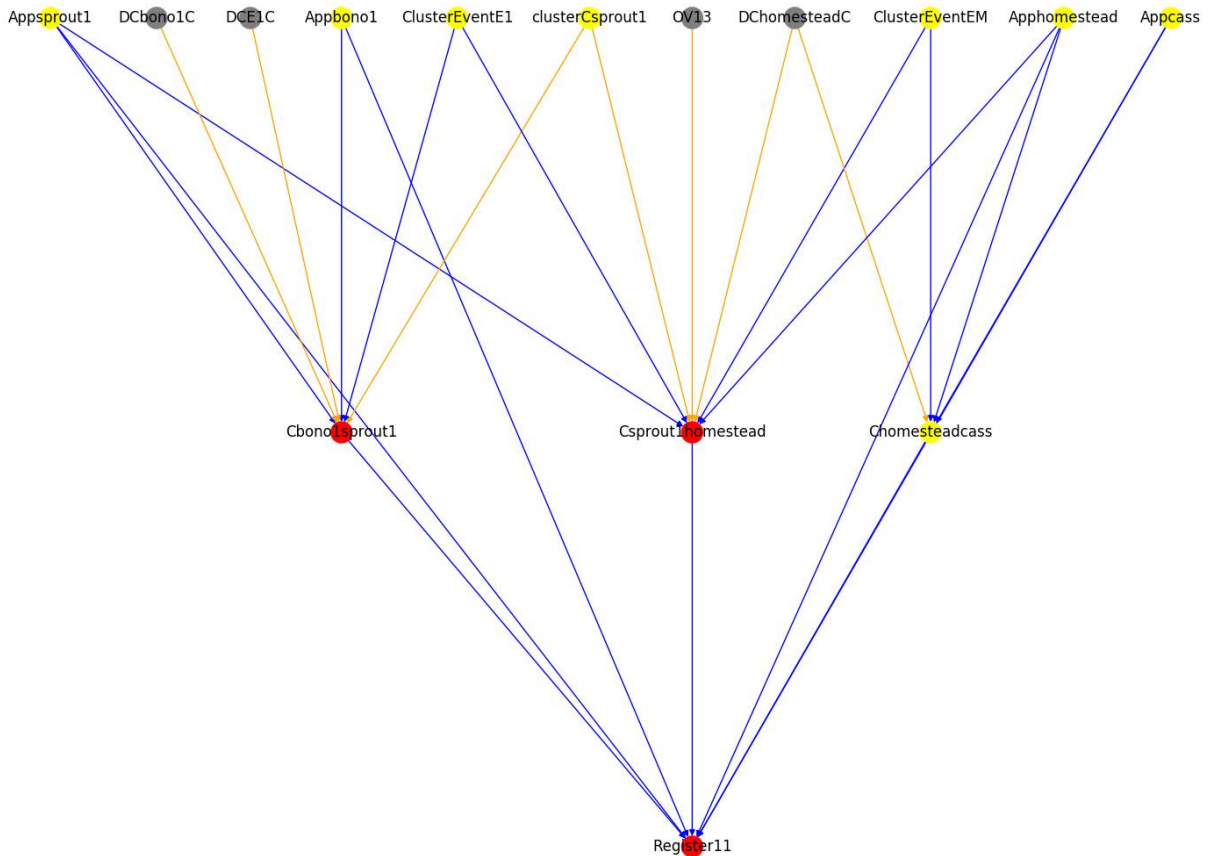 Appsprout1 DCbono1C DCE1C Appbono1 ClusterEventE1 clusterCsprout1 OV13 DChomesteadC ClusterEventEM Apphomestead Appcass
Cbono1sprout1 Csprout1homestead Chomesteadcass
Register11